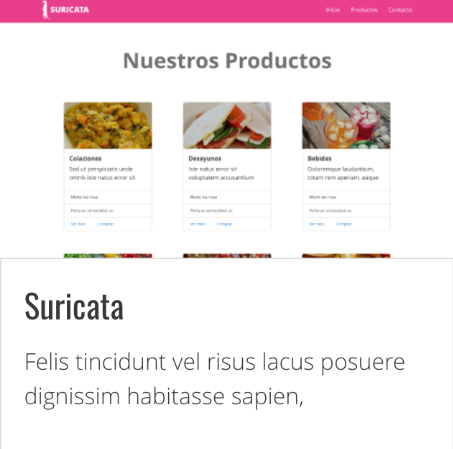 SURICATA
Inicio Productos Contacto
Nuestros Productos
Colaciones
Sed ut perspiciatis unde
omnis iste natus error sit
Morbi leo risus
Porta ac consectetur ac
Ver más Comprar
Desayunos
Iste natus error sit
voluptatem accusantium
Morbi leo risus
Porta ac consectetur ac
Ver más Comprar
Bebidas
Doloremque laudantium,
totam rem aperiam, eaque
Morbi leo risus
Porta ac consectetur ac
Ver más Comprar
Suricata
Felis tincidunt vel risus lacus posuere
dignissim habitasse sapien,